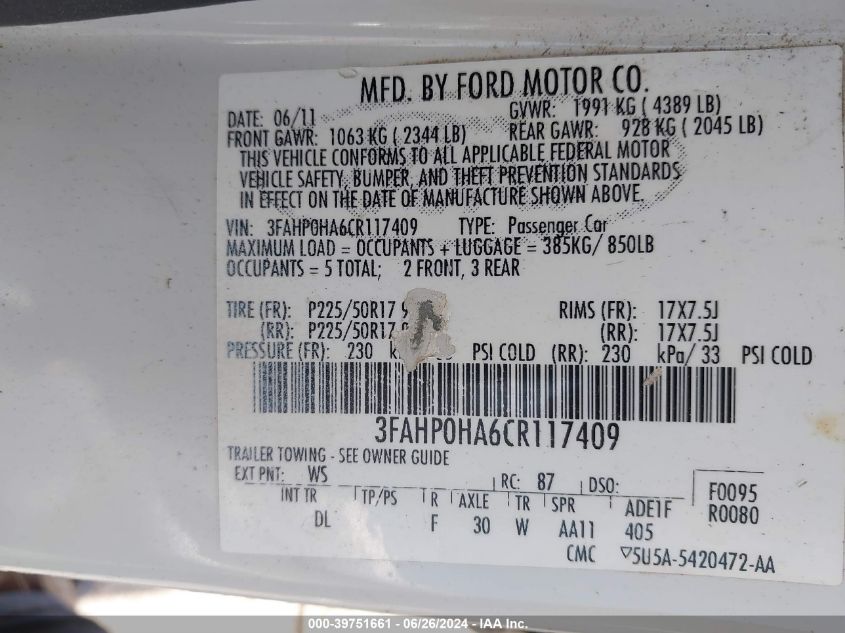 MFD. BY FORD MOTOR CO.
DATE: 06/11 GVWR: 1991 KG ( 4389 LB)
FRONT GAWR: 1063 KG ( 2344 LB) REAR GAWR: 928 KG ( 2045 LB)
THIS VEHICLE CONFORMS TO ALL APPLICABLE FEDERAL MOTOR
VEHICLE SAFETY, BUMPER, AND THEFT PREVENTION STANDARDS
IN EFFECT ON THE DATE OF MANUFACTURE SHOWN ABOVE.
VIN: 3FAHP0HA6CR117409 TYPE: Passenger Car
MAXIMUM LOAD = OCCUPANTS + LUGGAGE = 385KG/ 850LB
OCCUPANTS = 5 TOTAL; 2 FRONT, 3 REAR
TIRE (FR): P225/50R17 RIMS (FR): 17X7.5J
(RR): P225/50R17 (RR): 17X7.5J
PRESSURE (FR): 230 PSI COLD (RR): 230 kPa/ 33 PSI COLD
3FAHP0HA6CR117409
TRAILER TOWING - SEE OWNER GUIDE
EXT PNT: WS RC: 87 DSO: F0095
INT TR TP/PS R AXLE TR SPR ADE1F R0080
DL F 30 W AA11 405
CMC ▽5U5A-5420472-AA
000-39751661 - 06/26/2024 - IAA Inc.